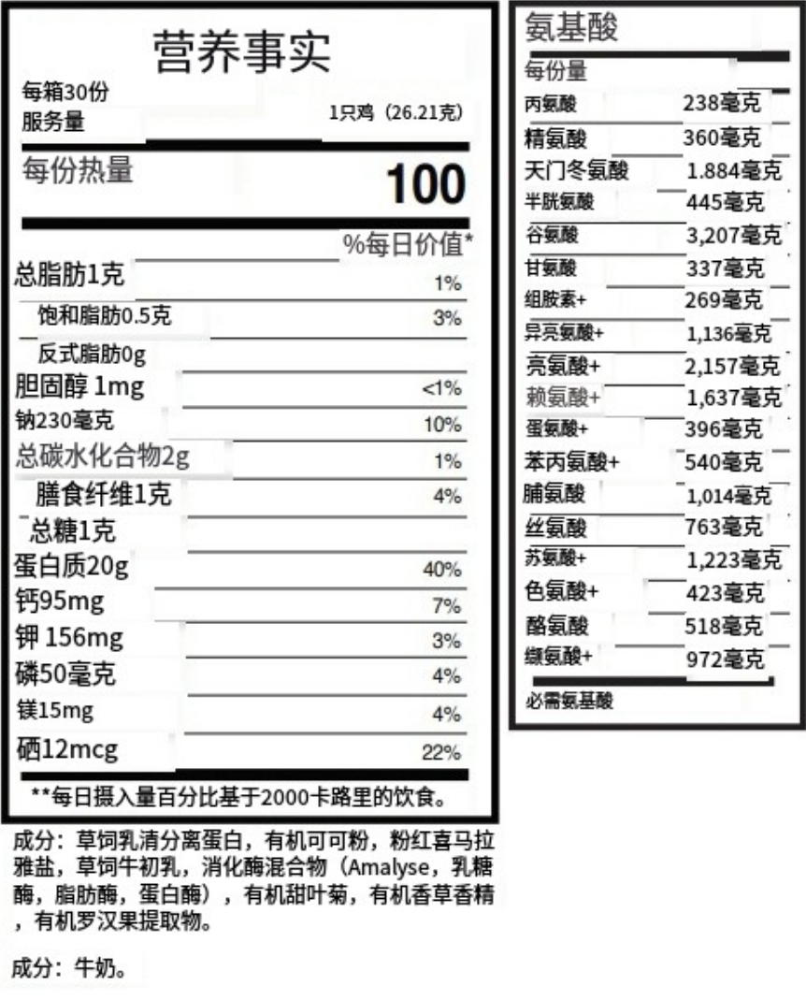 营养事实
每箱30份
服务量 1只鸡（26.21克）
每份热量 100
%每日价值*
总脂肪1克 1%
饱和脂肪0.5克 3%
反式脂肪0g
胆固醇 1mg <1%
钠230毫克 10%
总碳水化合物2g 1%
膳食纤维1克 4%
总糖1克
蛋白质20g 40%
钙95mg 7%
钾 156mg 3%
磷50毫克 4%
镁15mg 4%
硒12mcg 22%
**每日摄入量百分比基于2000卡路里的饮食。
成分：草饲乳清分离蛋白，有机可可粉，粉红喜马拉
雅盐，草饲牛初乳，消化酶混合物（Amalyse，乳糖
酶，脂肪酶，蛋白酶），有机甜叶菊，有机香草香精
，有机罗汉果提取物。
成分：牛奶。
氨基酸
每份量
丙氨酸 238毫克
精氨酸 360毫克
天门冬氨酸 1.884毫克
半胱氨酸 445毫克
谷氨酸 3,207毫克
甘氨酸 337毫克
组胺素+ 269毫克
异亮氨酸+ 1,136毫克
亮氨酸+ 2,157毫克
赖氨酸+ 1,637毫克
蛋氨酸+ 396毫克
苯丙氨酸+ 540毫克
脯氨酸 1,014毫克
丝氨酸 763毫克
苏氨酸+ 1,223毫克
色氨酸+ 423毫克
酪氨酸 518毫克
缬氨酸+ 972毫克
必需氨基酸